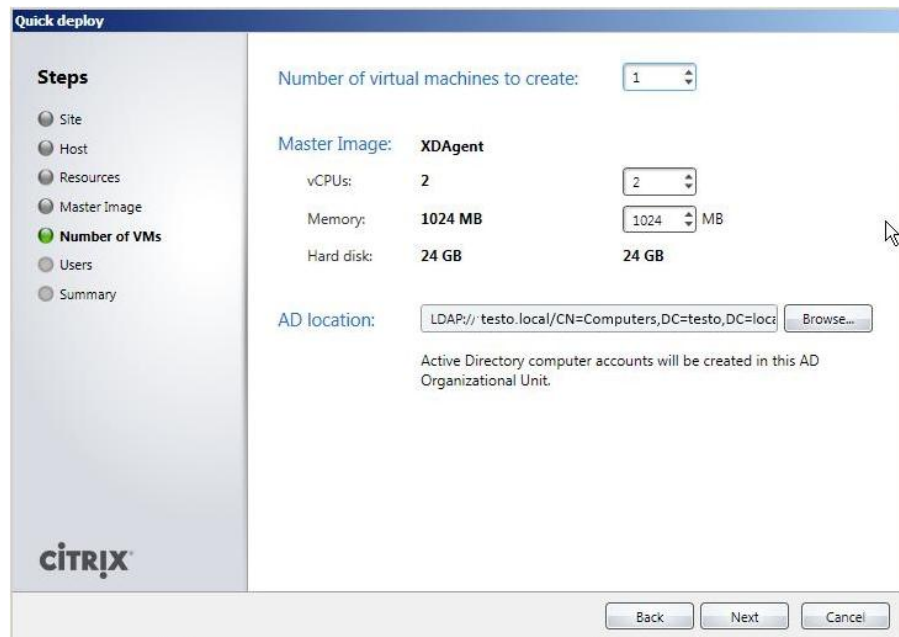 Quick deploy
Steps
Site
Host
Resources
Master Image
Number of VMs
Users
Summary
CİTRIX
Number of virtual machines to create: 1
Master Image: XDAgent
vCPUs: 2 2
Memory: 1024 MB 1024 MB
Hard disk: 24 GB 24 GB
AD location: LDAP:// testo.local/CN=Computers,DC=testo,DC=loca Browse...
Active Directory computer accounts will be created in this AD
Organizational Unit.
Back Next Cancel